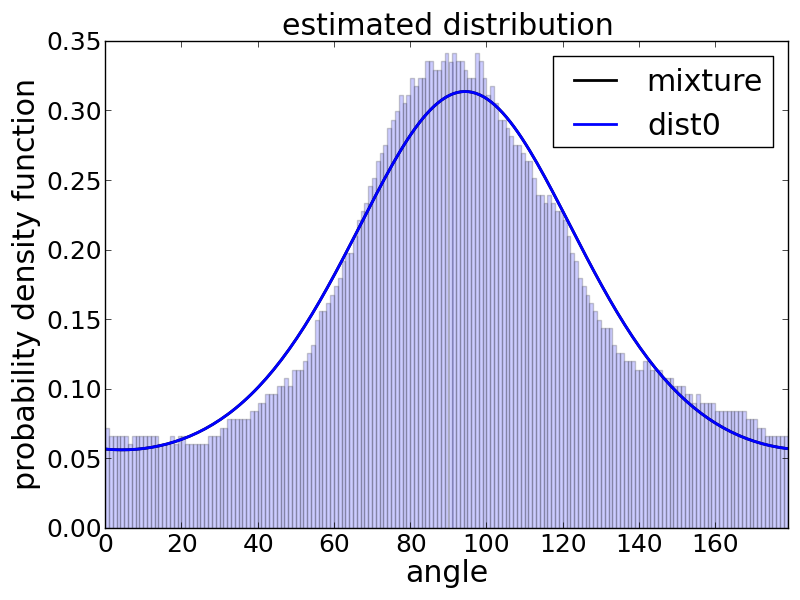 estimated distribution
probability density function
0.35
0.30
0.25
0.20
0.15
0.10
0.05
0.00
mixture
dist0
0 20 40 60 80 100 120 140 160
angle